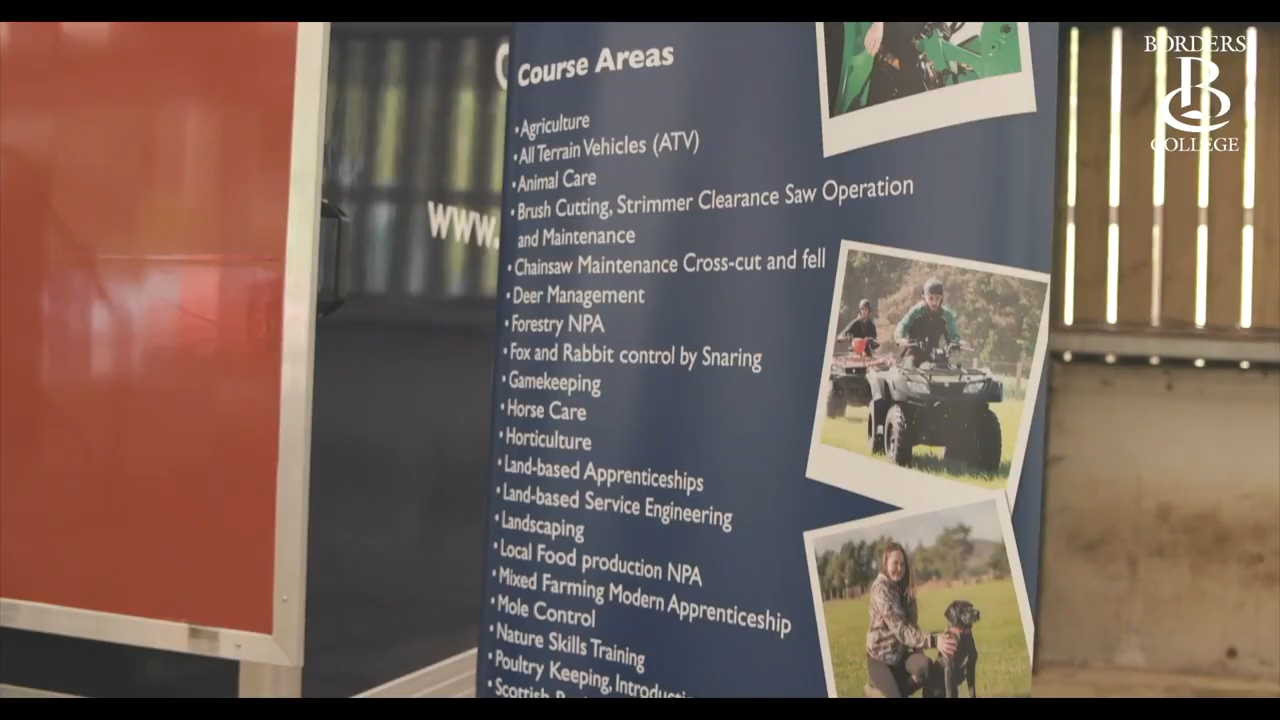 BORDERS
B
COLLEGE
Course Areas
• Agriculture
• All Terrain Vehicles (ATV)
• Animal Care
• Brush Cutting, Strimmer Clearance Saw Operation
and Maintenance
• Chainsaw Maintenance Cross-cut and fell
• Deer Management
• Forestry NPA
• Fox and Rabbit control by Snaring
• Gamekeeping
• Horse Care
• Horticulture
• Land-based Apprenticeships
• Land-based Service Engineering
• Landscaping
• Local Food production NPA
• Mixed Farming Modern Apprenticeship
• Mole Control
• Nature Skills Training
• Poultry Keeping,
• Scottish
www.